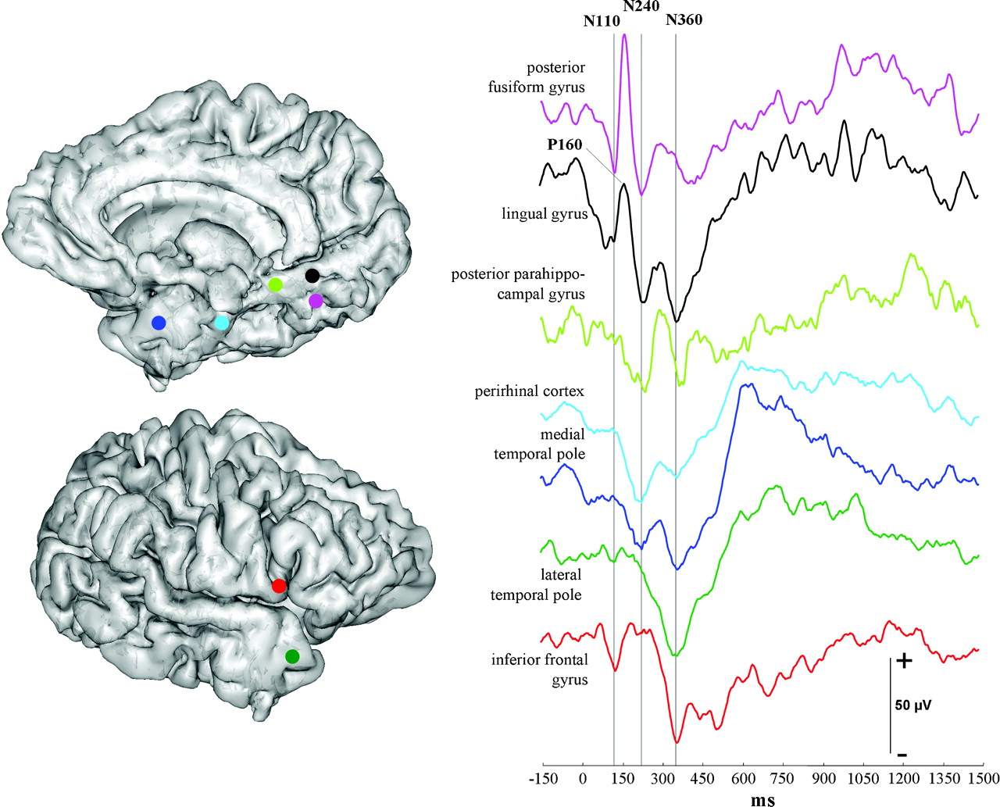 N240
N110
N360
posterior
fusiform gyrus
P160
lingual gyrus
posterior parahippo-
campal gyrus
perirhinal cortex
medial
temporal pole
lateral
temporal pole
inferior frontal
gyrus
+
50 µV
−
-150 0 150 300 450 600 750 900 1050 1200 1350 1500
ms